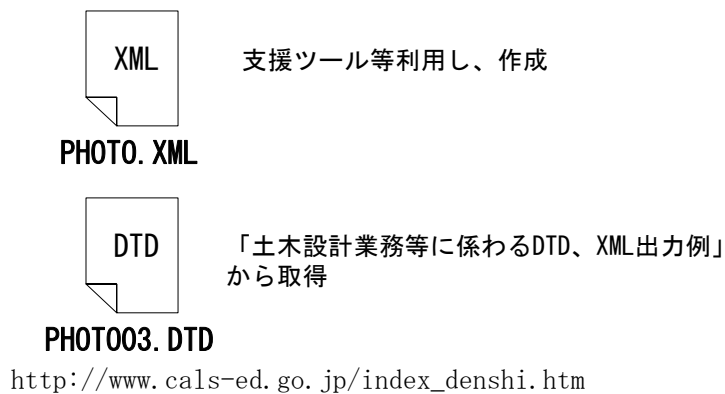 XML
支援ツール等利用し、作成
PHOTO.XML
DTD
「土木設計業務等に係わるDTD、XML出力例」
から取得
PHOTO03.DTD
http://www.cals-ed.go.jp/index_denshi.htm